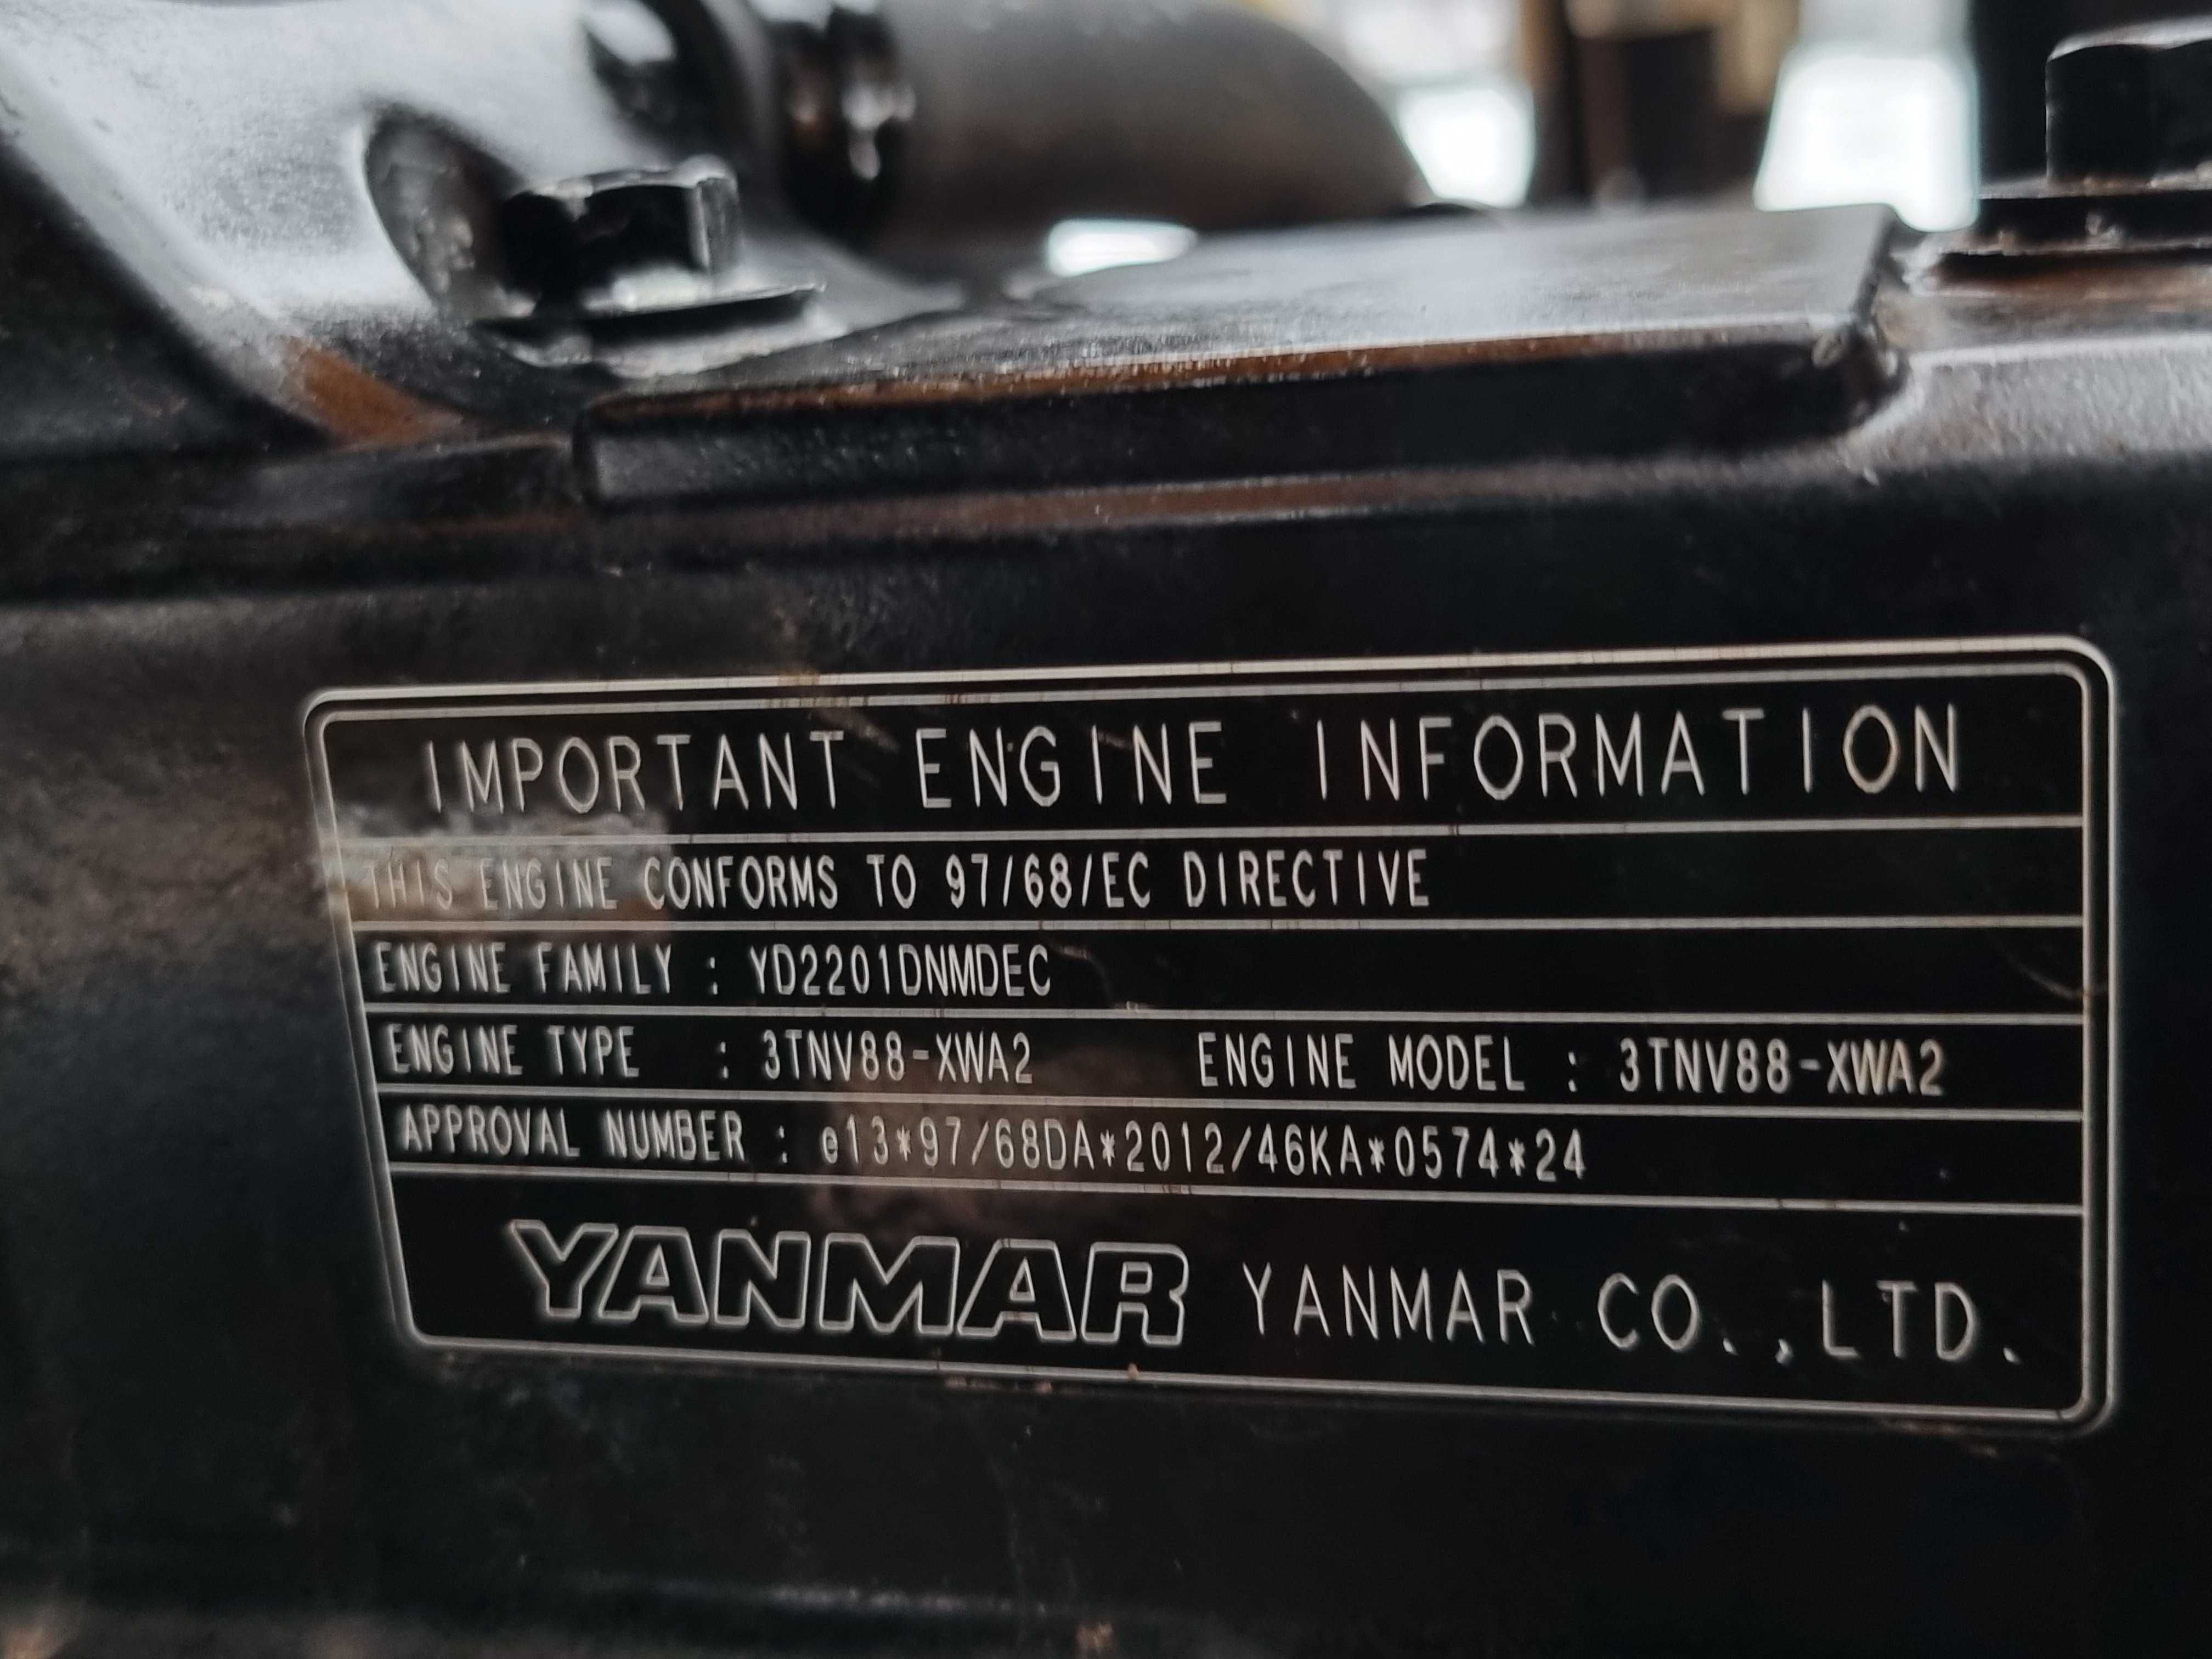 IMPORTANT ENGINE INFORMATION
THIS ENGINE CONFORMS TO 97/68/EC DIRECTIVE
ENGINE FAMILY : YD2201DNMDEC
ENGINE TYPE : 3TNV88-XWA2 ENGINE MODEL : 3TNV88-XWA2
APPROVAL NUMBER : e13*97/68DA*2012/46KA*0574*24
YANMAR YANMAR CO.,LTD.